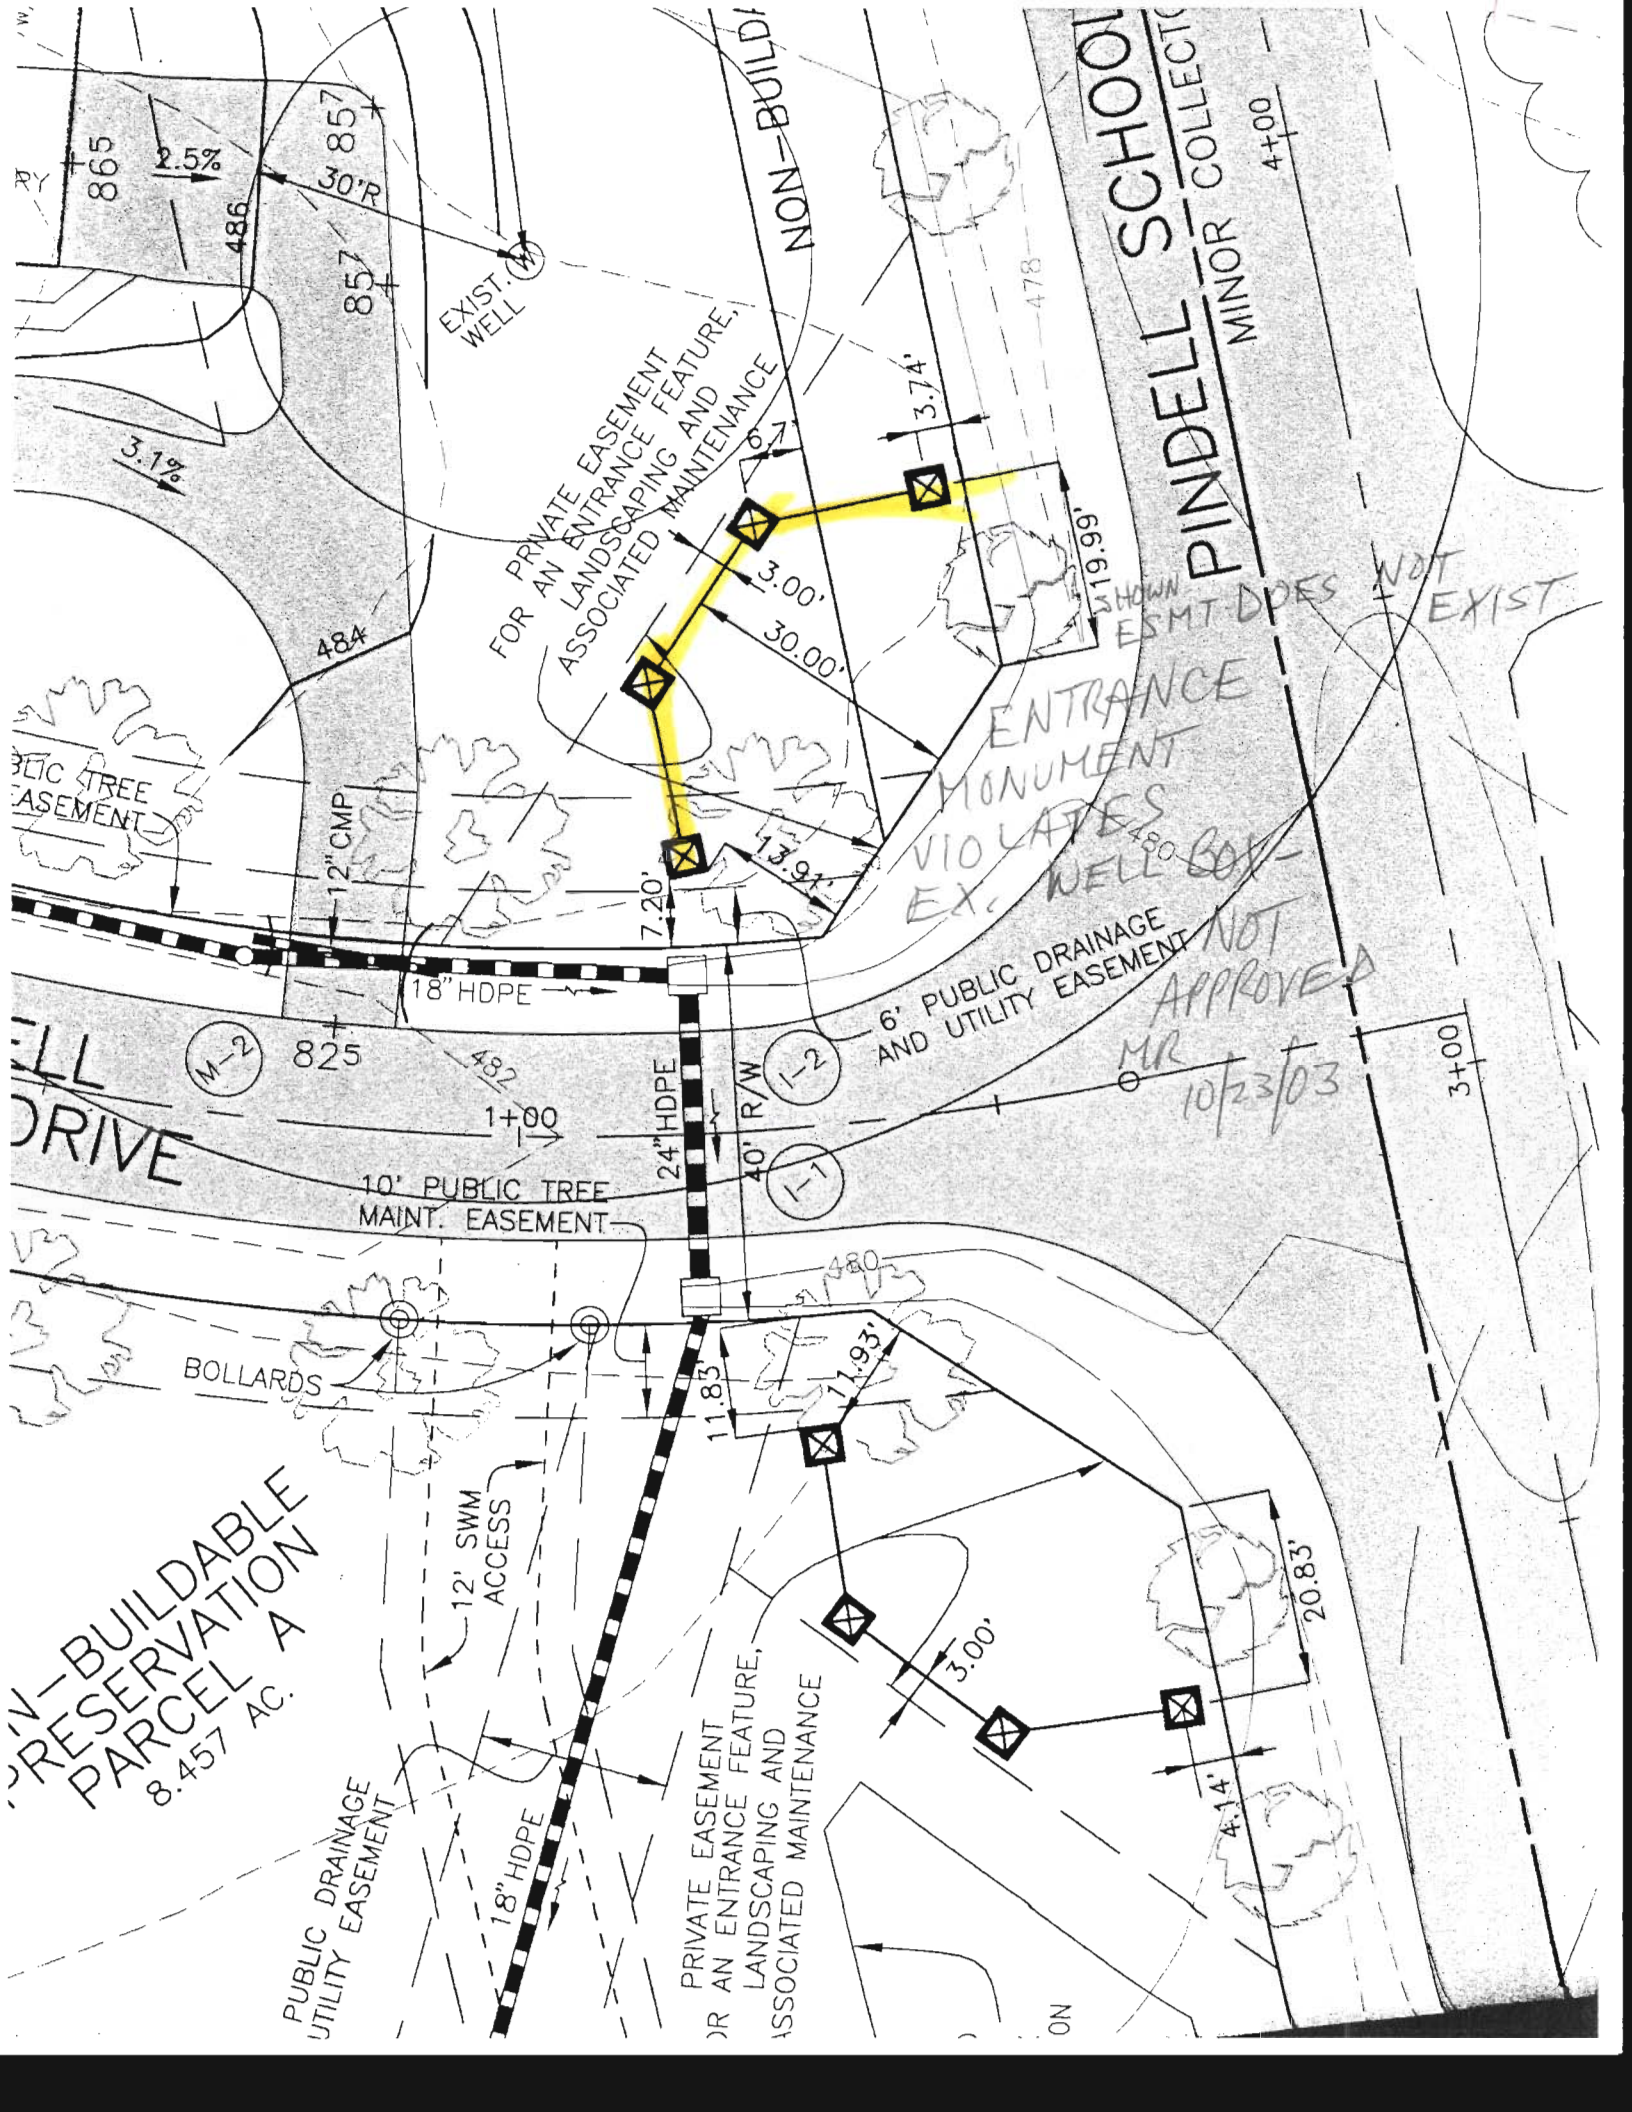 865
2.5%
30'R
857
857
486
EXIST.
WELL
3.1%
484
PRIVATE EASEMENT
FOR AN ENTRANCE FEATURE,
LANDSCAPING AND
ASSOCIATED MAINTENANCE
NON-BUILDA
478
3.74'
6'
3.00'
30.00'
19.99'
13.91'
7.20'
PINDELL SCHOOL
MINOR COLLECTO
4+00
SHOWN
ESMT DOES NOT
EXIST
ENTRANCE
MONUMENT
VIOLATES
EX. WELL BOX-
NOT
APPROVED
MR
10/23/03
480
6' PUBLIC DRAINAGE
AND UTILITY EASEMENT
3+00
BLIC TREE
EASEMENT
12" CMP
18" HDPE
M-2
825
482
1+00
24" HDPE
40' R/W
I-2
I-1
ELL
DRIVE
10' PUBLIC TREE
MAINT. EASEMENT
480
BOLLARDS
11.83'
11.93'
12' SWM
ACCESS
N-BUILDABLE
PRESERVATION
PARCEL A
8.457 AC.
3.00'
20.83'
4.14'
PUBLIC DRAINAGE
UTILITY EASEMENT
18" HDPE
PRIVATE EASEMENT
OR AN ENTRANCE FEATURE,
LANDSCAPING AND
ASSOCIATED MAINTENANCE
ON